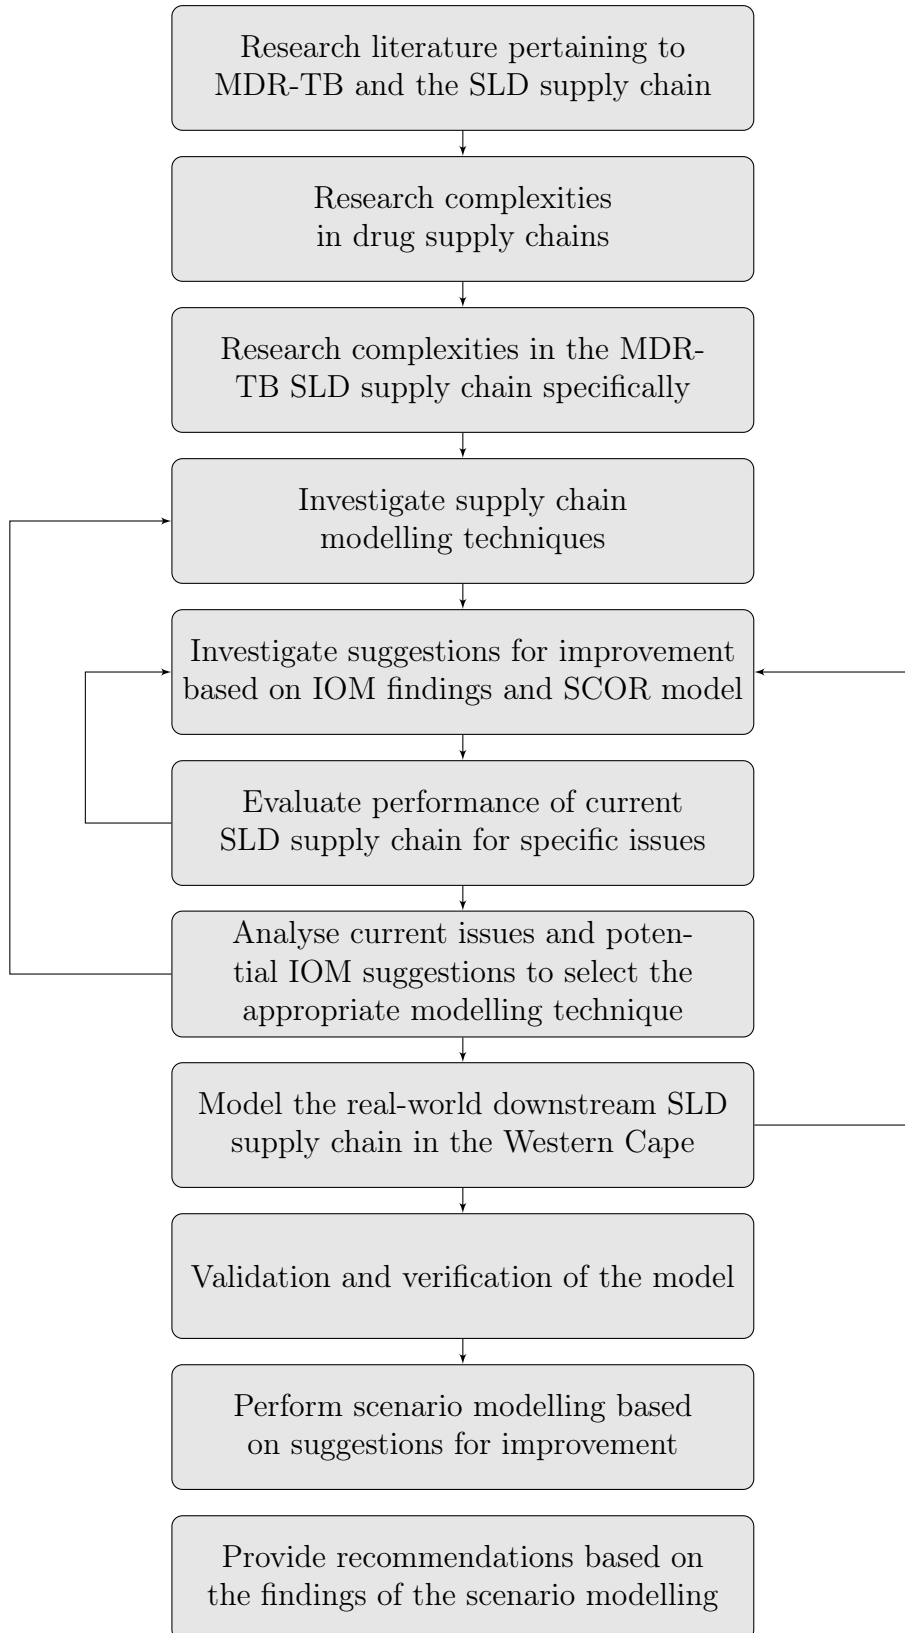 Research literature pertaining to
MDR-TB and the SLD supply chain
Research complexities
in drug supply chains
Research complexities in the MDR-
TB SLD supply chain specifically
Investigate supply chain
modelling techniques
Investigate suggestions for improvement
based on IOM findings and SCOR model
Evaluate performance of current
SLD supply chain for specific issues
Analyse current issues and poten-
tial IOM suggestions to select the
appropriate modelling technique
Model the real-world downstream SLD
supply chain in the Western Cape
Validation and verification of the model
Perform scenario modelling based
on suggestions for improvement
Provide recommendations based on
the findings of the scenario modelling